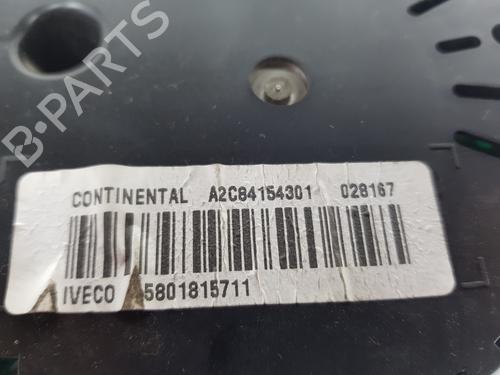 B-PARTS
CONTINENTAL A2C84154301 028167
IVECO 5801815711